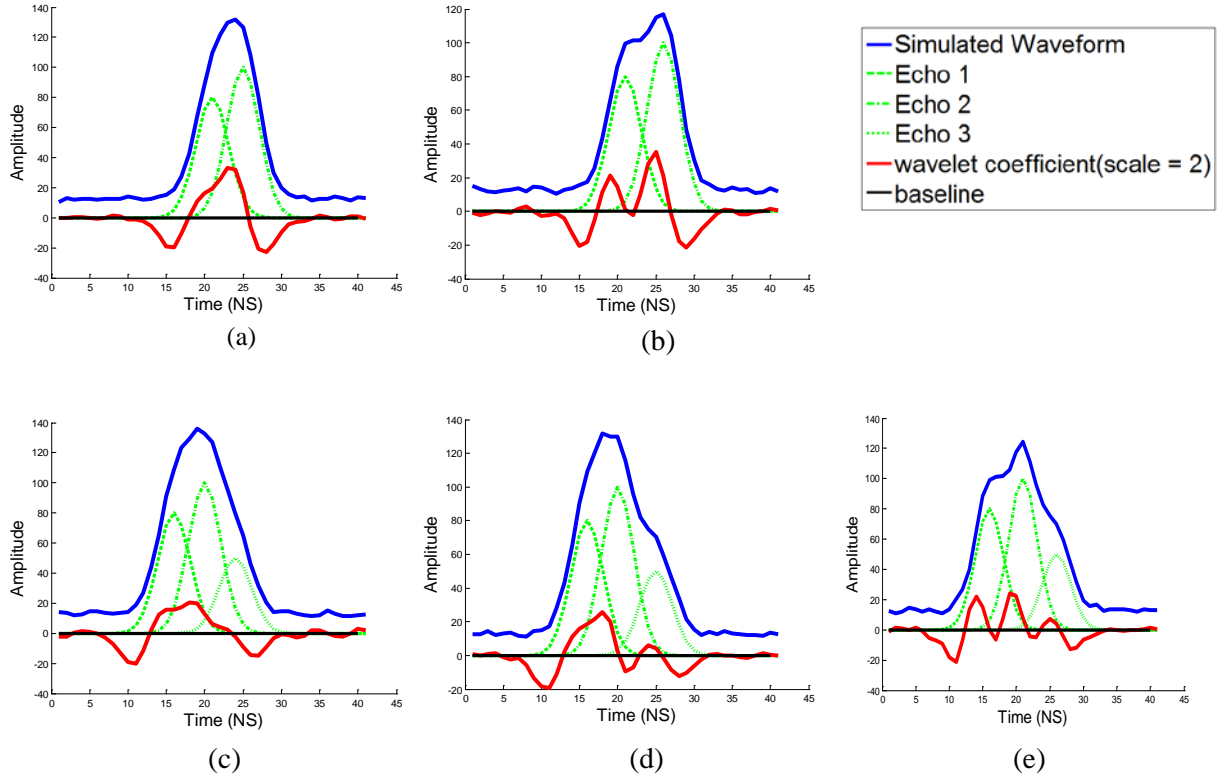 140
120
100
80
60
40
20
0
-20
-40
Amplitude
0 5 10 15 20 25 30 35 40 45
Time (NS)
(a)
120
100
80
60
40
20
0
-20
-40
Amplitude
0 5 10 15 20 25 30 35 40 45
Time (NS)
(b)
Simulated Waveform
Echo 1
Echo 2
Echo 3
wavelet coefficient(scale = 2)
baseline
140
120
100
80
60
40
20
0
-20
-40
Amplitude
0 5 10 15 20 25 30 35 40 45
Time (NS)
(c)
140
120
100
80
60
40
20
0
-20
Amplitude
0 5 10 15 20 25 30 35 40 45
Time (NS)
(d)
140
120
100
80
60
40
20
0
-20
-40
Amplitude
0 5 10 15 20 25 30 35 40 45
Time (NS)
(e)